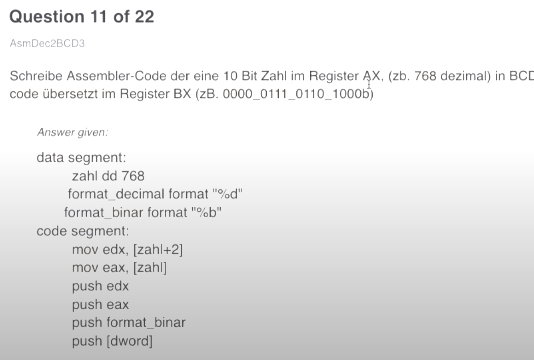 Question 11 of 22
AsmDec2BCD3
Schreibe Assembler-Code der eine 10 Bit Zahl im Register AX, (zb. 768 dezimal) in BCD
code übersetzt im Register BX (zB. 0000_0111_0110_1000b)
Answer given:
data segment:
zahl dd 768
format_decimal format "%d"
format_binar format "%b"
code segment:
mov edx, [zahl+2]
mov eax, [zahl]
push edx
push eax
push format_binar
push [dword]